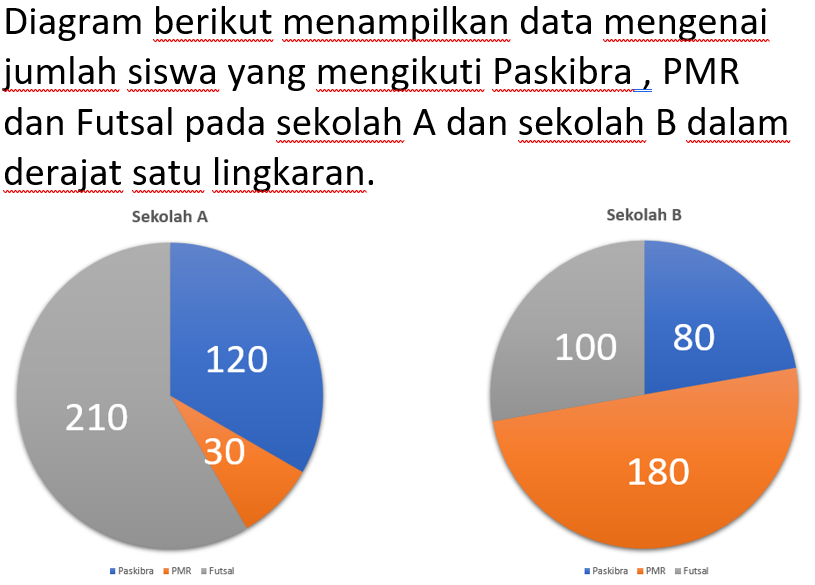 Diagram berikut menampilkan data mengenai
jumlah siswa yang mengikuti Paskibra , PMR
dan Futsal pada sekolah A dan sekolah B dalam
derajat satu lingkaran.
Sekolah A
120
210
30
Paskibra PMR Futsal
Sekolah B
80
100
180
Paskibra PMR Futsal